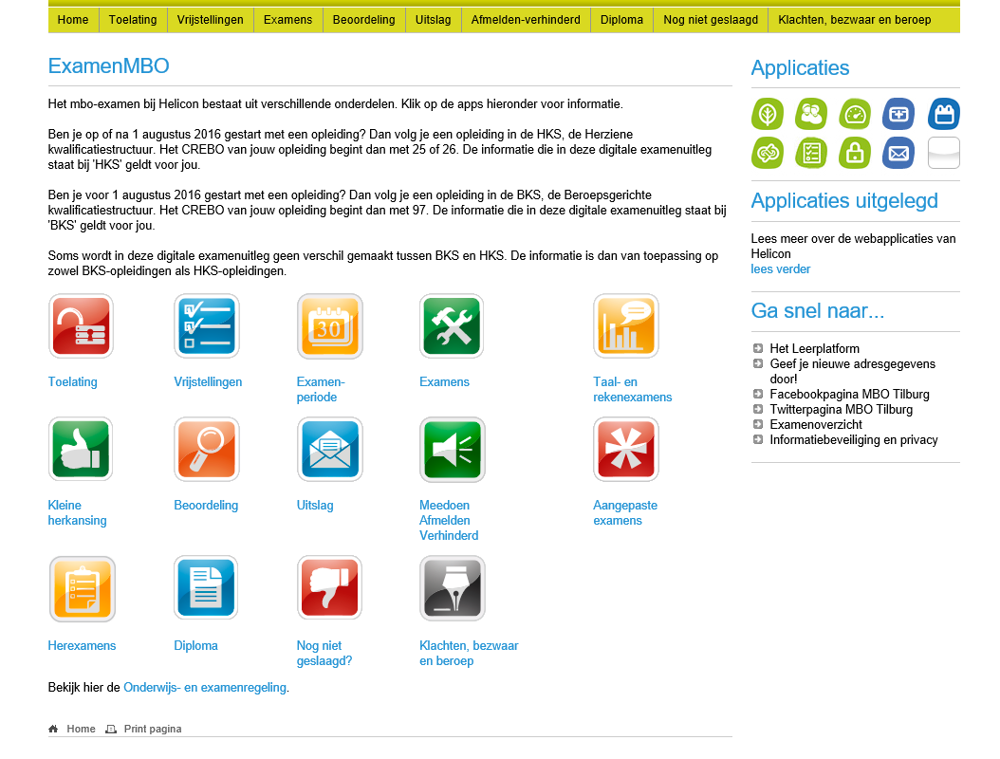 Home Toelating Vrijstellingen Examens Beoordeling Uitslag Afmelden-verhinderd Diploma Nog niet geslaagd Klachten, bezwaar en beroep
ExamenMBO
Het mbo-examen bij Helicon bestaat uit verschillende onderdelen. Klik op de apps hieronder voor informatie.
Ben je op of na 1 augustus 2016 gestart met een opleiding? Dan volg je een opleiding in de HKS, de Herziene
kwalificatiestructuur. Het CREBO van jouw opleiding begint dan met 25 of 26. De informatie die in deze digitale examenuitleg
staat bij 'HKS' geldt voor jou.
Ben je voor 1 augustus 2016 gestart met een opleiding? Dan volg je een opleiding in de BKS, de Beroepsgerichte
kwalificatiestructuur. Het CREBO van jouw opleiding begint dan met 97. De informatie die in deze digitale examenuitleg staat bij
'BKS' geldt voor jou.
Soms wordt in deze digitale examenuitleg geen verschil gemaakt tussen BKS en HKS. De informatie is dan van toepassing op
zowel BKS-opleidingen als HKS-opleidingen.
30
Toelating
Vrijstellingen
Examen-
periode
Examens
Taal- en
rekenexamens
Kleine
herkansing
Beoordeling
Uitslag
Meedoen
Afmelden
Verhinderd
Aangepaste
examens
Herexamens
Diploma
Nog niet
geslaagd?
Klachten, bezwaar
en beroep
Bekijk hier de Onderwijs- en examenregeling.
Home Print pagina
Applicaties
Applicaties uitgelegd
Lees meer over de webapplicaties van
Helicon
lees verder
Ga snel naar...
Het Leerplatform
Geef je nieuwe adresgegevens
door!
Facebookpagina MBO Tilburg
Twitterpagina MBO Tilburg
Examenoverzicht
Informatiebeveiliging en privacy